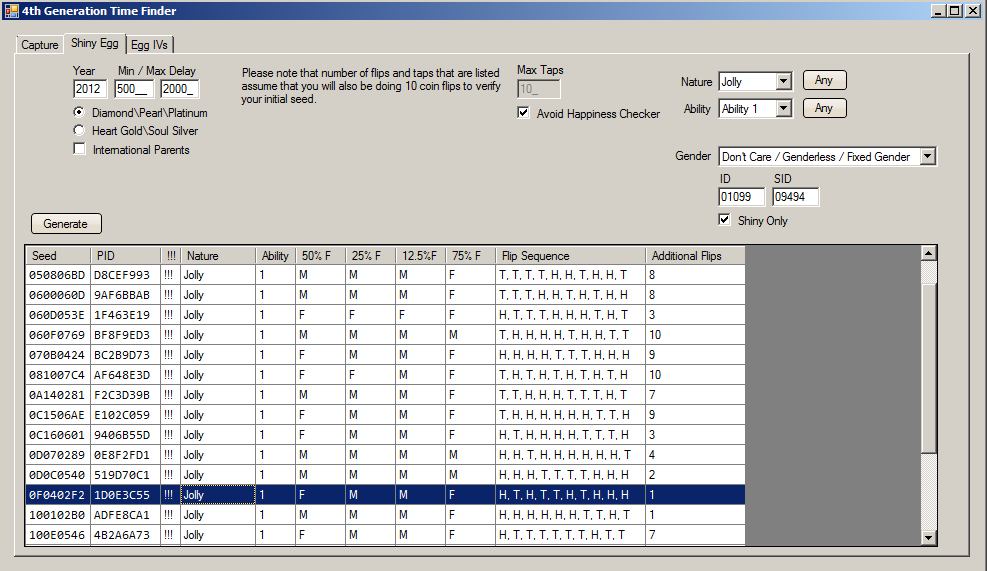 4th Generation Time Finder
Capture Shiny Egg Egg IVs
Year Min / Max Delay
2012 500__ 2000_
Diamond\Pearl/Platinum
Heart Gold\Soul Silver
International Parents
Please note that number of flips and taps that are listed
assume that you will also be doing 10 coin flips to verify
your initial seed.
Max Taps
10_
Avoid Happiness Checker
Nature Jolly Any
Ability Ability 1 Any
Gender Don't Care / Genderless / Fixed Gender
ID SID
01099 09494
Shiny Only
Generate
Seed PID !!! Nature Ability 50% F 25% F 12.5%F 75% F Flip Sequence Additional Flips
050806BD D8CEF993 !!! Jolly 1 M M M F T, T, T, T, H, H, T, H, H, T 8
0600060D 9AF6BBAB !!! Jolly 1 M M M F T, T, T, H, H, T, H, T, H, H 8
060D053E 1F463E19 !!! Jolly 1 F F F F H, T, T, T, H, H, H, T, H, T 3
060F0769 BF8F9ED3 !!! Jolly 1 M M M M T, H, H, H, H, T, H, H, T, T 10
070B0424 BC2B9D73 !!! Jolly 1 F M M F H, H, H, H, T, T, T, H, H, H 9
081007C4 AF648E3D !!! Jolly 1 F F M F T, H, T, H, T, H, T, T, H, H 10
0A140281 F2C3D39B !!! Jolly 1 M M M F T, T, H, H, H, T, T, T, H, T 7
0C1506AE E102C059 !!! Jolly 1 F M M F T, H, H, H, H, H, H, T, T, H 9
0C160601 9406B55D !!! Jolly 1 F M M F H, T, H, H, H, H, T, T, T, H 3
0D070289 0E8F2FD1 !!! Jolly 1 M M M M H, H, T, H, H, H, H, H, H, T 4
0D0C0540 519D70C1 !!! Jolly 1 M M M M H, H, H, T, T, T, T, H, H, H 2
0F0402F2 1D0E3C55 !!! Jolly 1 F M M F H, T, H, T, T, H, T, H, H, H 1
100102B0 ADFE8CA1 !!! Jolly 1 M M M F H, H, H, H, H, H, T, T, H, T 1
100E0546 4B2A6A73 !!! Jolly 1 F M M F H, T, T, T, T, T, T, H, T, T 7